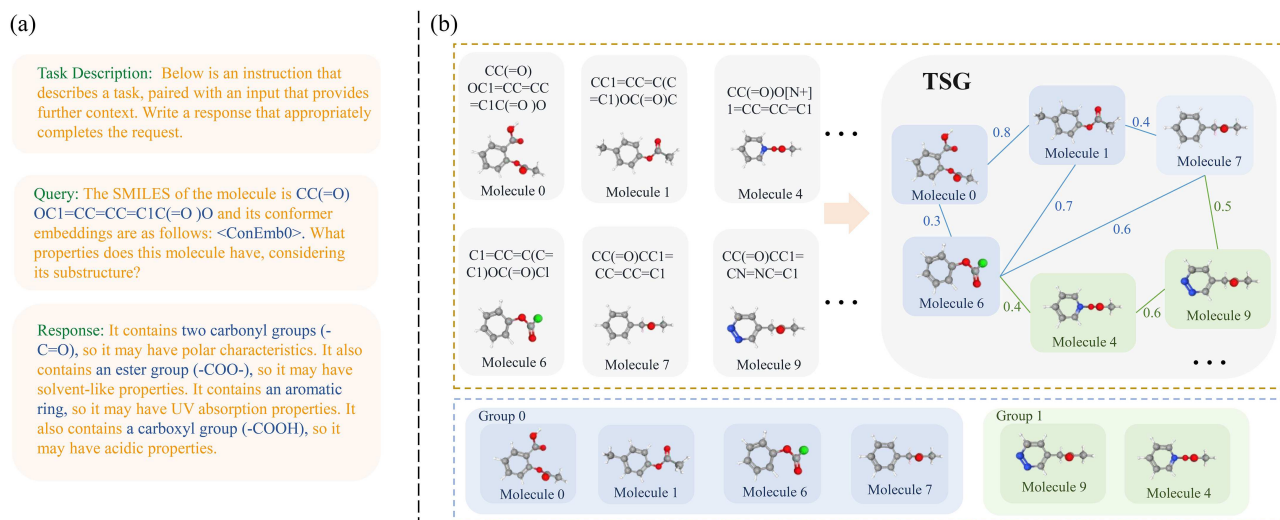 (a)
Task Description: Below is an instruction that
describes a task, paired with an input that provides
further context. Write a response that appropriately
completes the request.
Query: The SMILES of the molecule is CC(=O)
OC1=CC=CC=C1C(=O )O and its conformer
embeddings are as follows: <ConEmb0>. What
properties does this molecule have, considering
its substructure?
Response: It contains two carbonyl groups (-
C=O), so it may have polar characteristics. It also
contains an ester group (-COO-), so it may have
solvent-like properties. It contains an aromatic
ring, so it may have UV absorption properties. It
also contains a carboxyl group (-COOH), so it
may have acidic properties.
(b)
CC(=O)
OC1=CC=CC
=C1C(=O )O
Molecule 0
CC1=CC=C(C
=C1)OC(=O)C
Molecule 1
CC(=O)O[N+]
1=CC=CC=C1
Molecule 4
C1=CC=C(C=
C1)OC(=O)Cl
Molecule 6
CC(=O)CC1=
CC=CC=C1
Molecule 7
CC(=O)CC1=
CN=NC=C1
Molecule 9
TSG
Molecule 0
0.8
Molecule 1
0.4
Molecule 7
0.3
0.7
0.6
0.5
Molecule 6
0.4
Molecule 4
0.6
Molecule 9
Group 0
Molecule 0
Molecule 1
Molecule 6
Molecule 7
Group 1
Molecule 9
Molecule 4